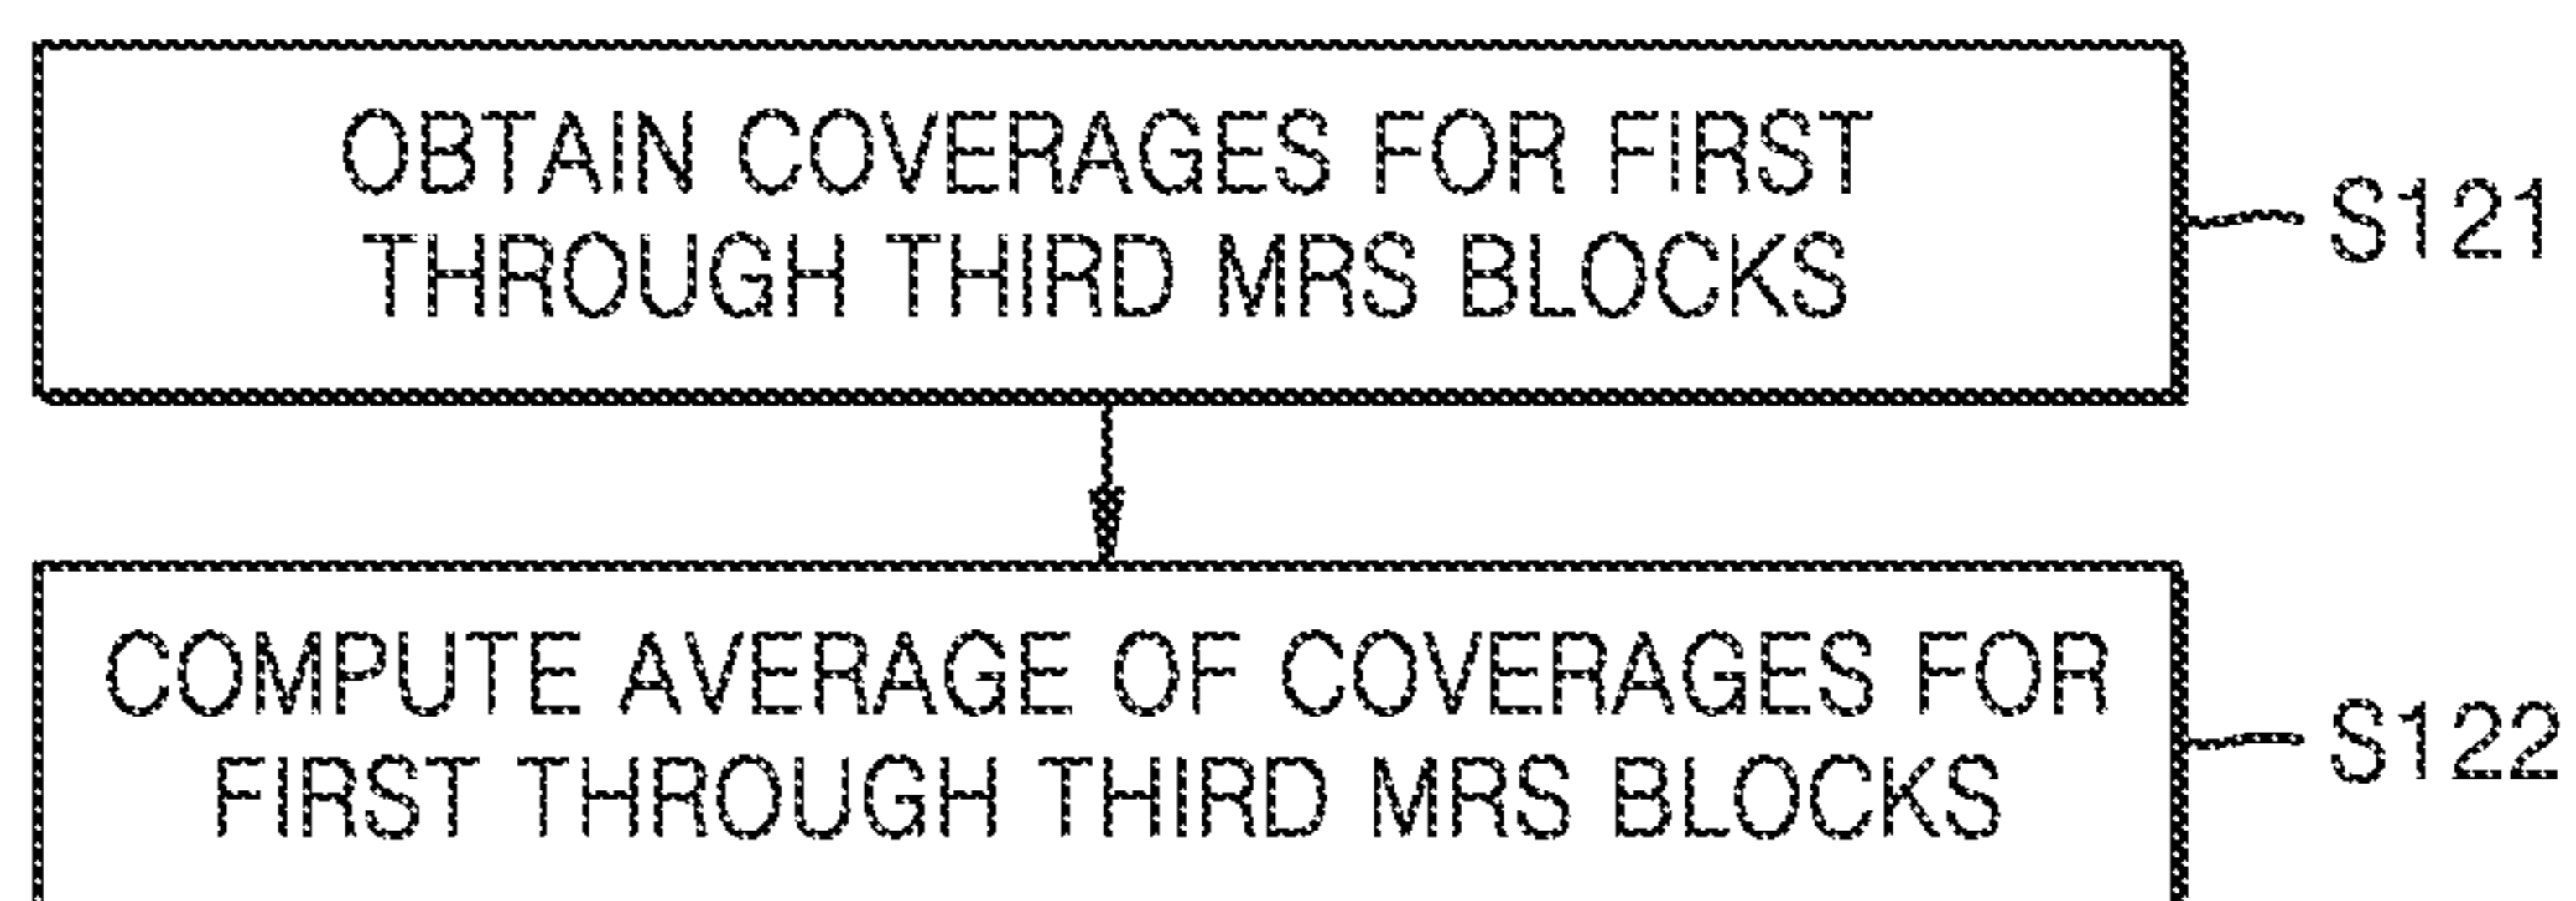 OBTAIN COVERAGES FOR FIRST
THROUGH THIRD MRS BLOCKS
S121
COMPUTE AVERAGE OF COVERAGES FOR
FIRST THROUGH THIRD MRS BLOCKS
S122